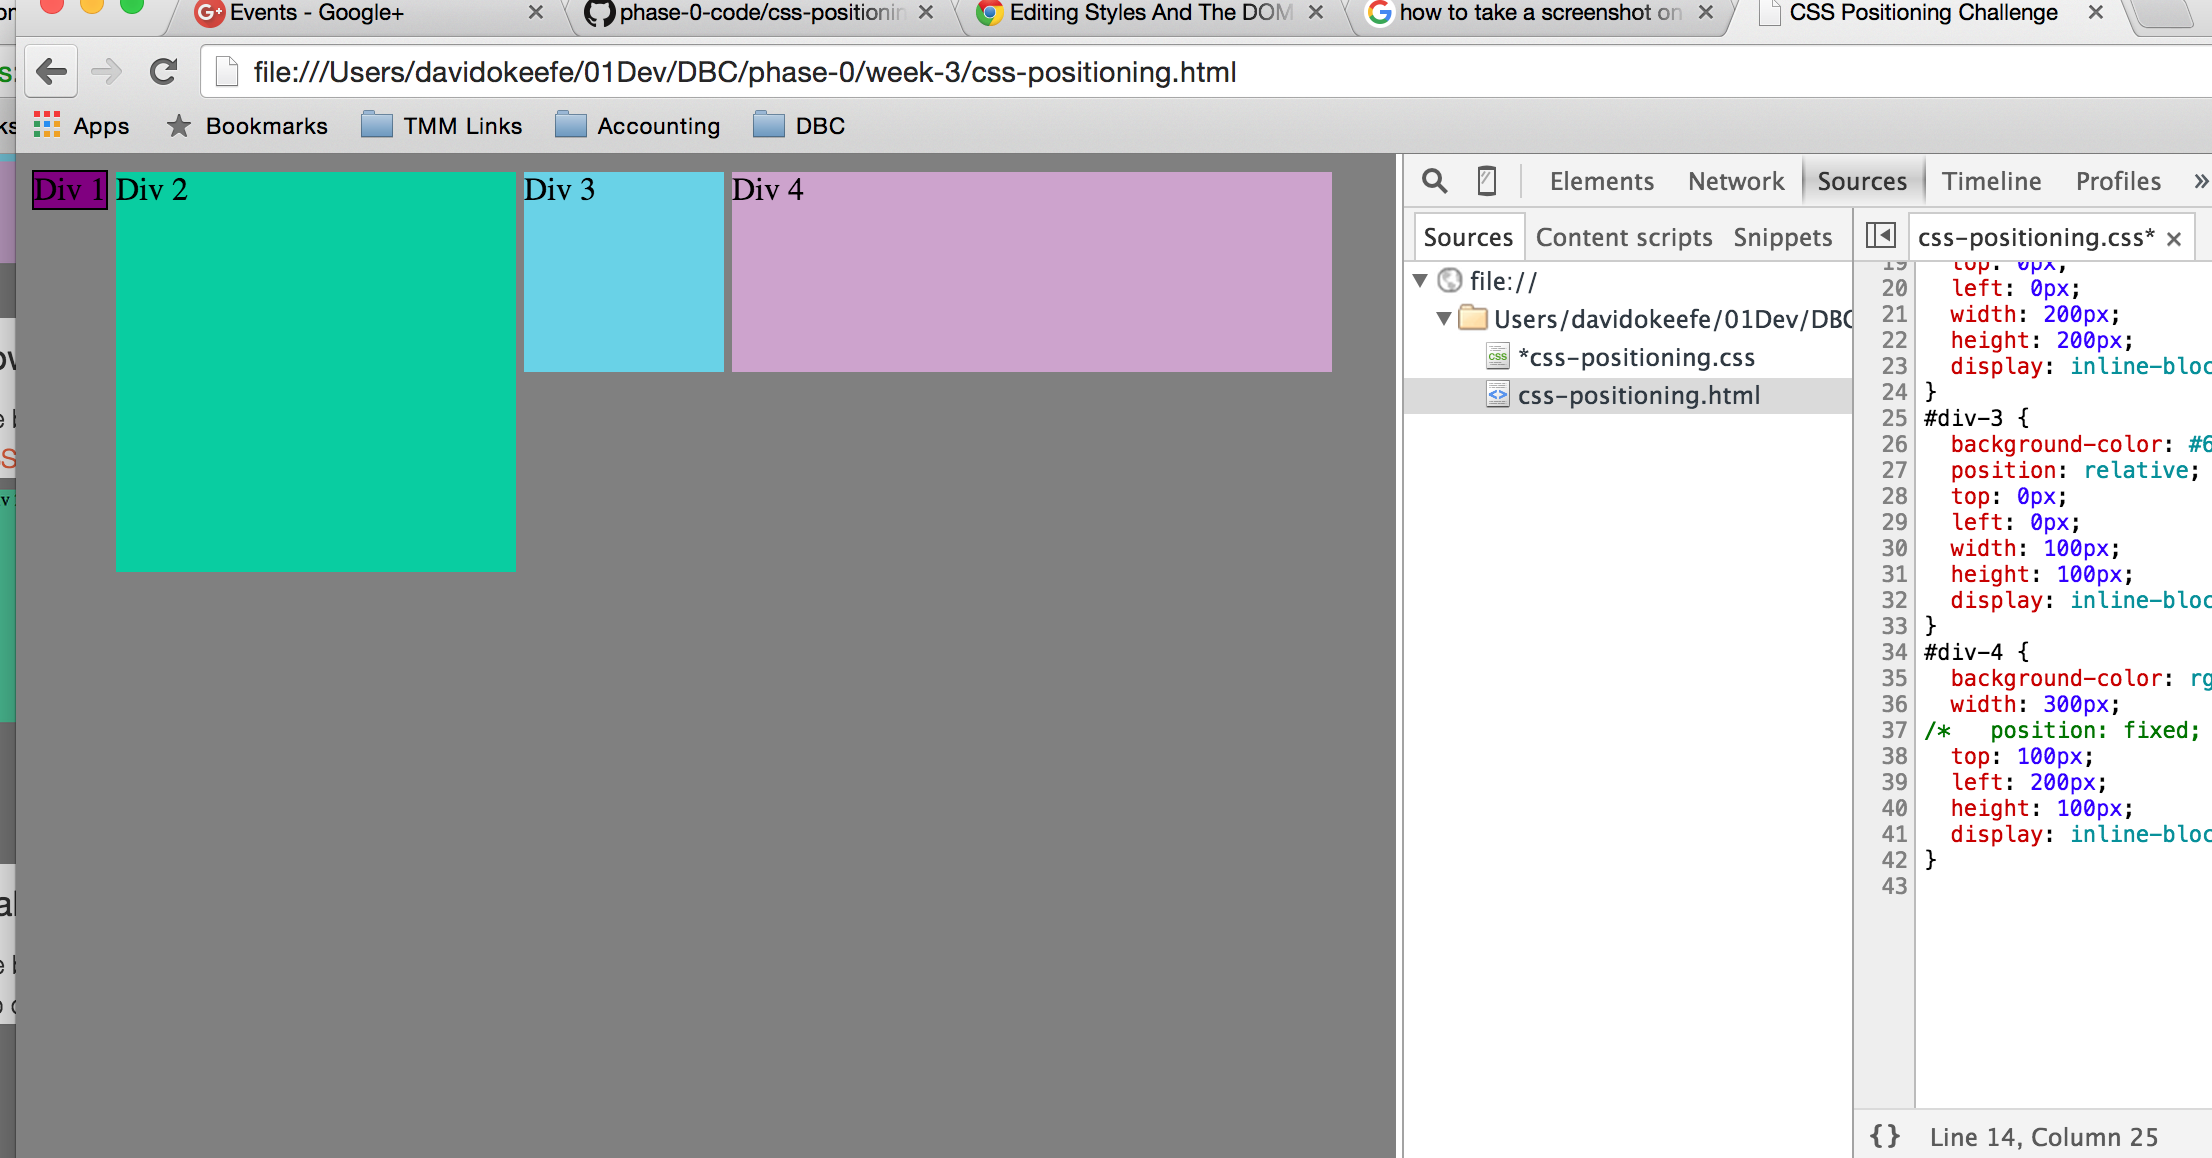 Events - Google+
phase-0-code/css-positionin
Editing Styles And The DOM
how to take a screenshot on
CSS Positioning Challenge
file:///Users/davidokeefe/01Dev/DBC/phase-0/week-3/css-positioning.html
Apps
Bookmarks
TMM Links
Accounting
DBC
Div 1
Div 2
Div 3
Div 4
Elements
Network
Sources
Timeline
Profiles
»
Sources
Content scripts
Snippets
css-positioning.css*
file://
Users/davidokeefe/01Dev/DBC
*css-positioning.css
css-positioning.html
19 top: 0px;
20 left: 0px;
21 width: 200px;
22 height: 200px;
23 display: inline-bloc
24 }
25 #div-3 {
26 background-color: #6
27 position: relative;
28 top: 0px;
29 left: 0px;
30 width: 100px;
31 height: 100px;
32 display: inline-bloc
33 }
34 #div-4 {
35 background-color: rg
36 width: 300px;
37 /* position: fixed;
38 top: 100px;
39 left: 200px;
40 height: 100px;
41 display: inline-bloc
42 }
43
{} Line 14, Column 25